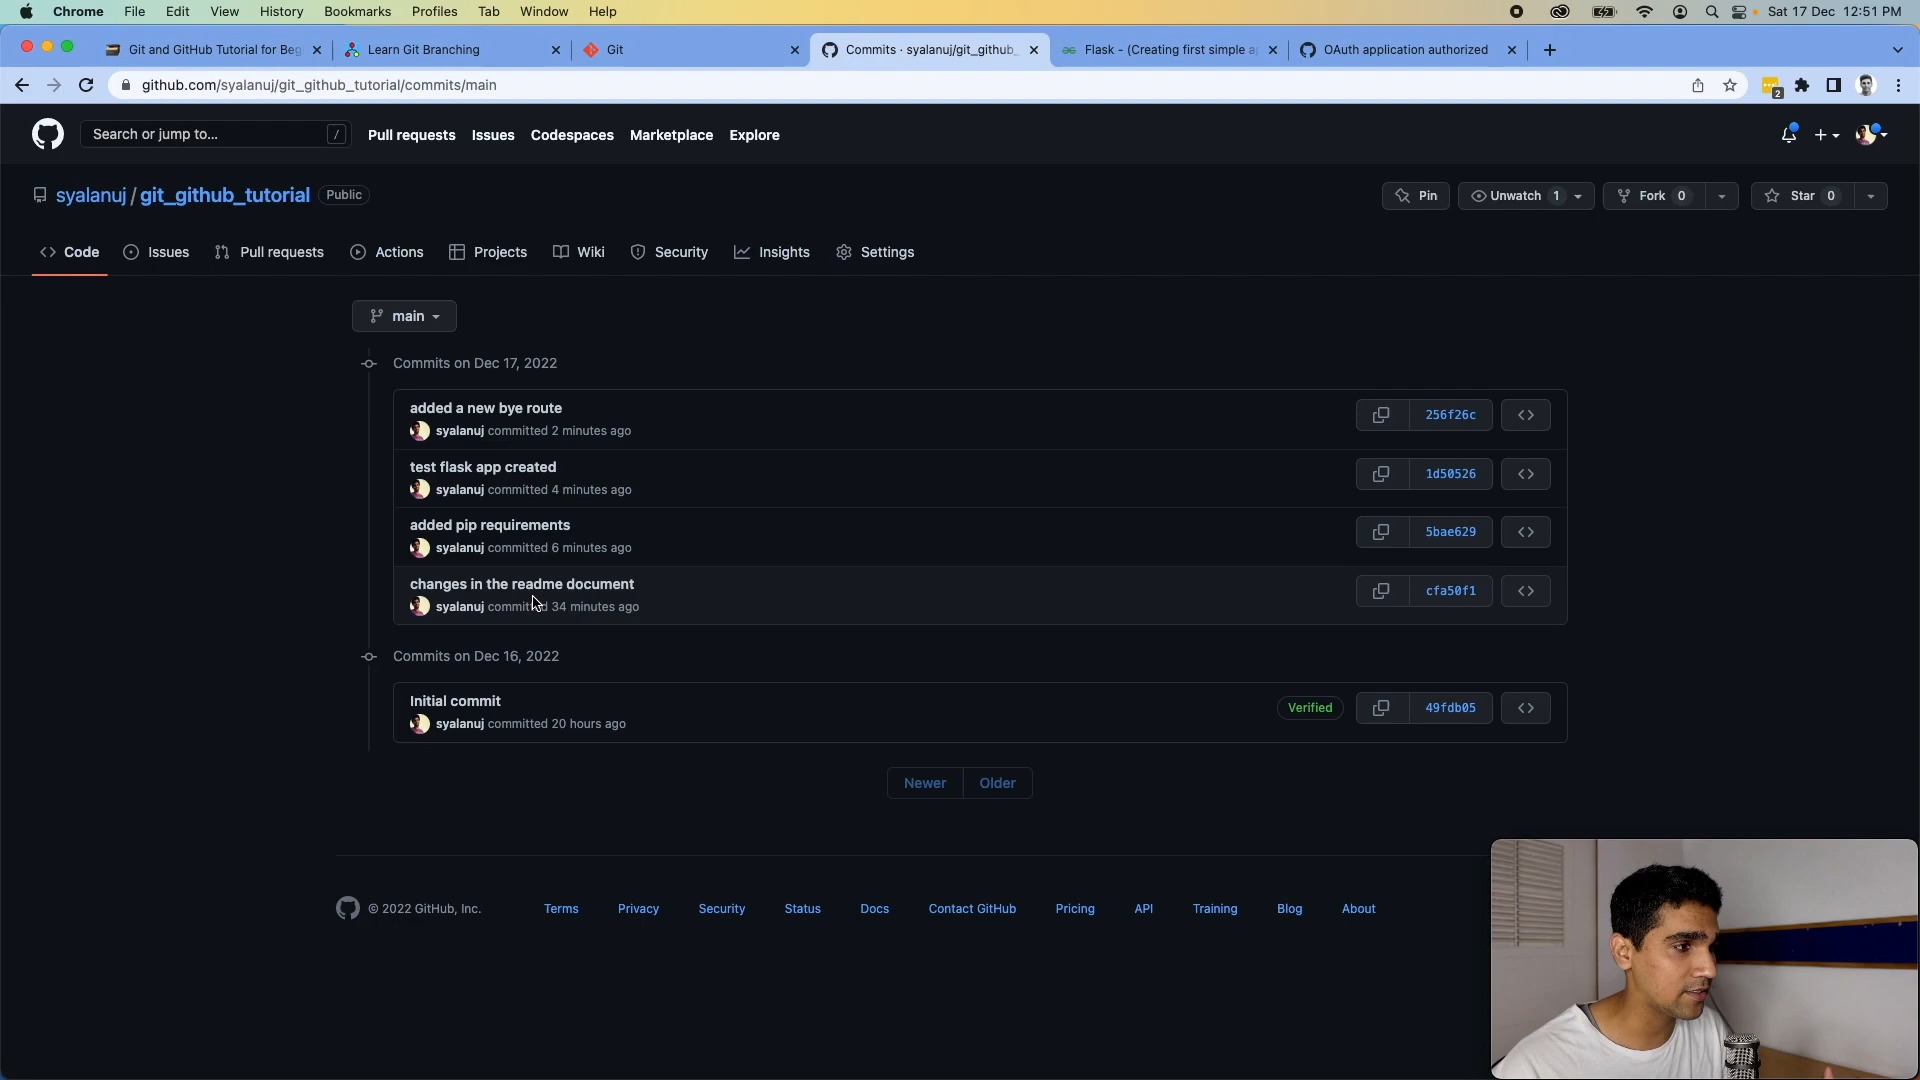 Chrome File Edit View History Bookmarks Profiles Tab Window Help Sat 17 Dec 12:51 PM
Git and GitHub Tutorial for Beg Learn Git Branching Git Commits · syalanuj/git_github_ Flask - (Creating first simple a OAuth application authorized
github.com/syalanuj/git_github_tutorial/commits/main 2
Search or jump to... / Pull requests Issues Codespaces Marketplace Explore
syalanuj / git_github_tutorial Public Pin Unwatch 1 Fork 0 Star 0
Code Issues Pull requests Actions Projects Wiki Security Insights Settings
main
Commits on Dec 17, 2022
added a new bye route 256f26c
syalanuj committed 2 minutes ago
test flask app created 1d50526
syalanuj committed 4 minutes ago
added pip requirements 5bae629
syalanuj committed 6 minutes ago
changes in the readme document cfa50f1
syalanuj committed 34 minutes ago
Commits on Dec 16, 2022
Initial commit Verified 49fdb05
syalanuj committed 20 hours ago
Newer Older
© 2022 GitHub, Inc. Terms Privacy Security Status Docs Contact GitHub Pricing API Training Blog About